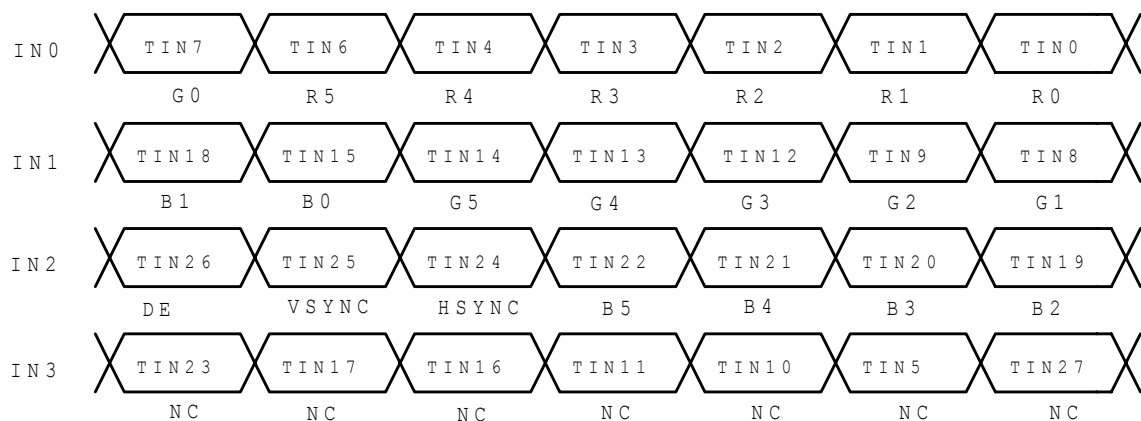 IN0 TIN7 TIN6 TIN4 TIN3 TIN2 TIN1 TIN0
G0 R5 R4 R3 R2 R1 R0
IN1 TIN18 TIN15 TIN14 TIN13 TIN12 TIN9 TIN8
B1 B0 G5 G4 G3 G2 G1
IN2 TIN26 TIN25 TIN24 TIN22 TIN21 TIN20 TIN19
DE VSYNC HSYNC B5 B4 B3 B2
IN3 TIN23 TIN17 TIN16 TIN11 TIN10 TIN5 TIN27
NC NC NC NC NC NC NC